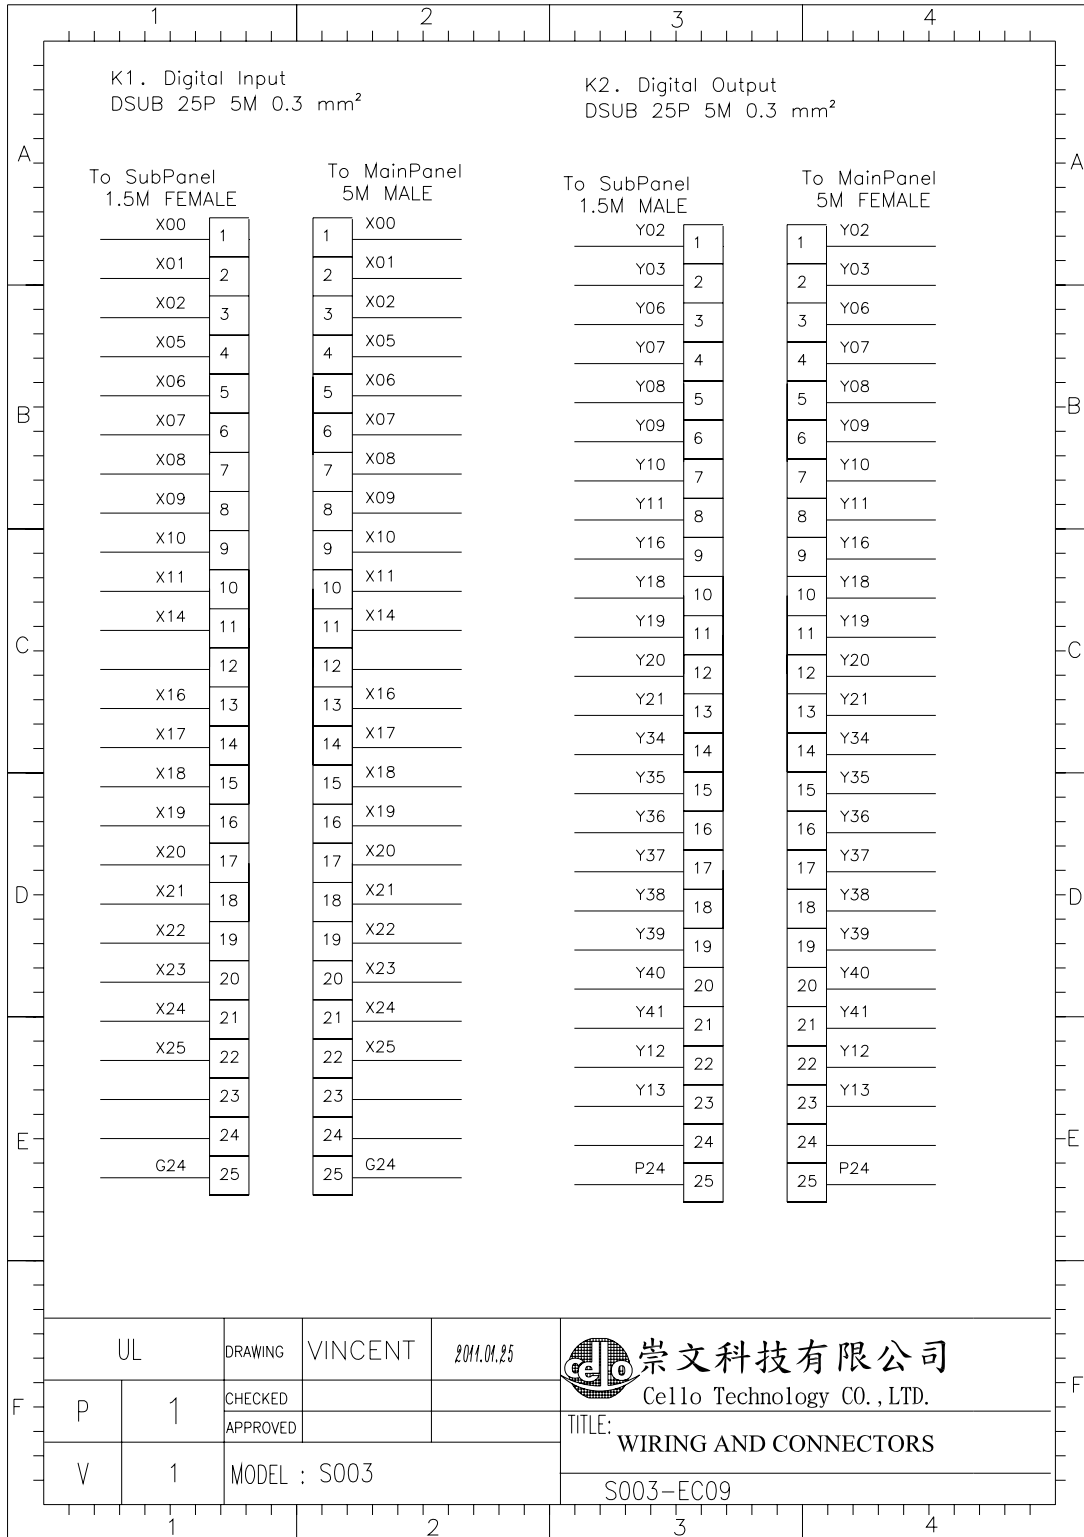 1 2 3 4
K1. Digital Input
DSUB 25P 5M 0.3 mm²
K2. Digital Output
DSUB 25P 5M 0.3 mm²
A
A
To SubPanel
1.5M FEMALE
To MainPanel
5M MALE
To SubPanel
1.5M MALE
To MainPanel
5M FEMALE
X00 1 1 X00 Y02 1 1 Y02
X01 2 2 X01 Y03 2 2 Y03
X02 3 3 X02 Y06 3 3 Y06
X05 4 4 X05 Y07 4 4 Y07
X06 5 5 X06 Y08 5 5 Y08
B
B
X07 6 6 X07 Y09 6 6 Y09
X08 7 7 X08 Y10 7 7 Y10
X09 8 8 X09 Y11 8 8 Y11
X10 9 9 X10 Y16 9 9 Y16
X11 10 10 X11 Y18 10 10 Y18
X14 11 11 X14 Y19 11 11 Y19
C
C
12 12 Y20 12 12 Y20
X16 13 13 X16 Y21 13 13 Y21
X17 14 14 X17 Y34 14 14 Y34
X18 15 15 X18 Y35 15 15 Y35
X19 16 16 X19 Y36 16 16 Y36
X20 17 17 X20 Y37 17 17 Y37
D
D
X21 18 18 X21 Y38 18 18 Y38
X22 19 19 X22 Y39 19 19 Y39
X23 20 20 X23 Y40 20 20 Y40
X24 21 21 X24 Y41 21 21 Y41
X25 22 22 X25 Y12 22 22 Y12
23 23 Y13 23 23 Y13
E
E
24 24 24 24
G24 25 25 G24 P24 25 25 P24
UL DRAWING VINCENT 2011.01.25
cello 崇文科技有限公司
Cello Technology CO.,LTD.
F
F
P 1 CHECKED
APPROVED
TITLE:
WIRING AND CONNECTORS
V 1 MODEL : S003
S003-EC09
1 2 3 4